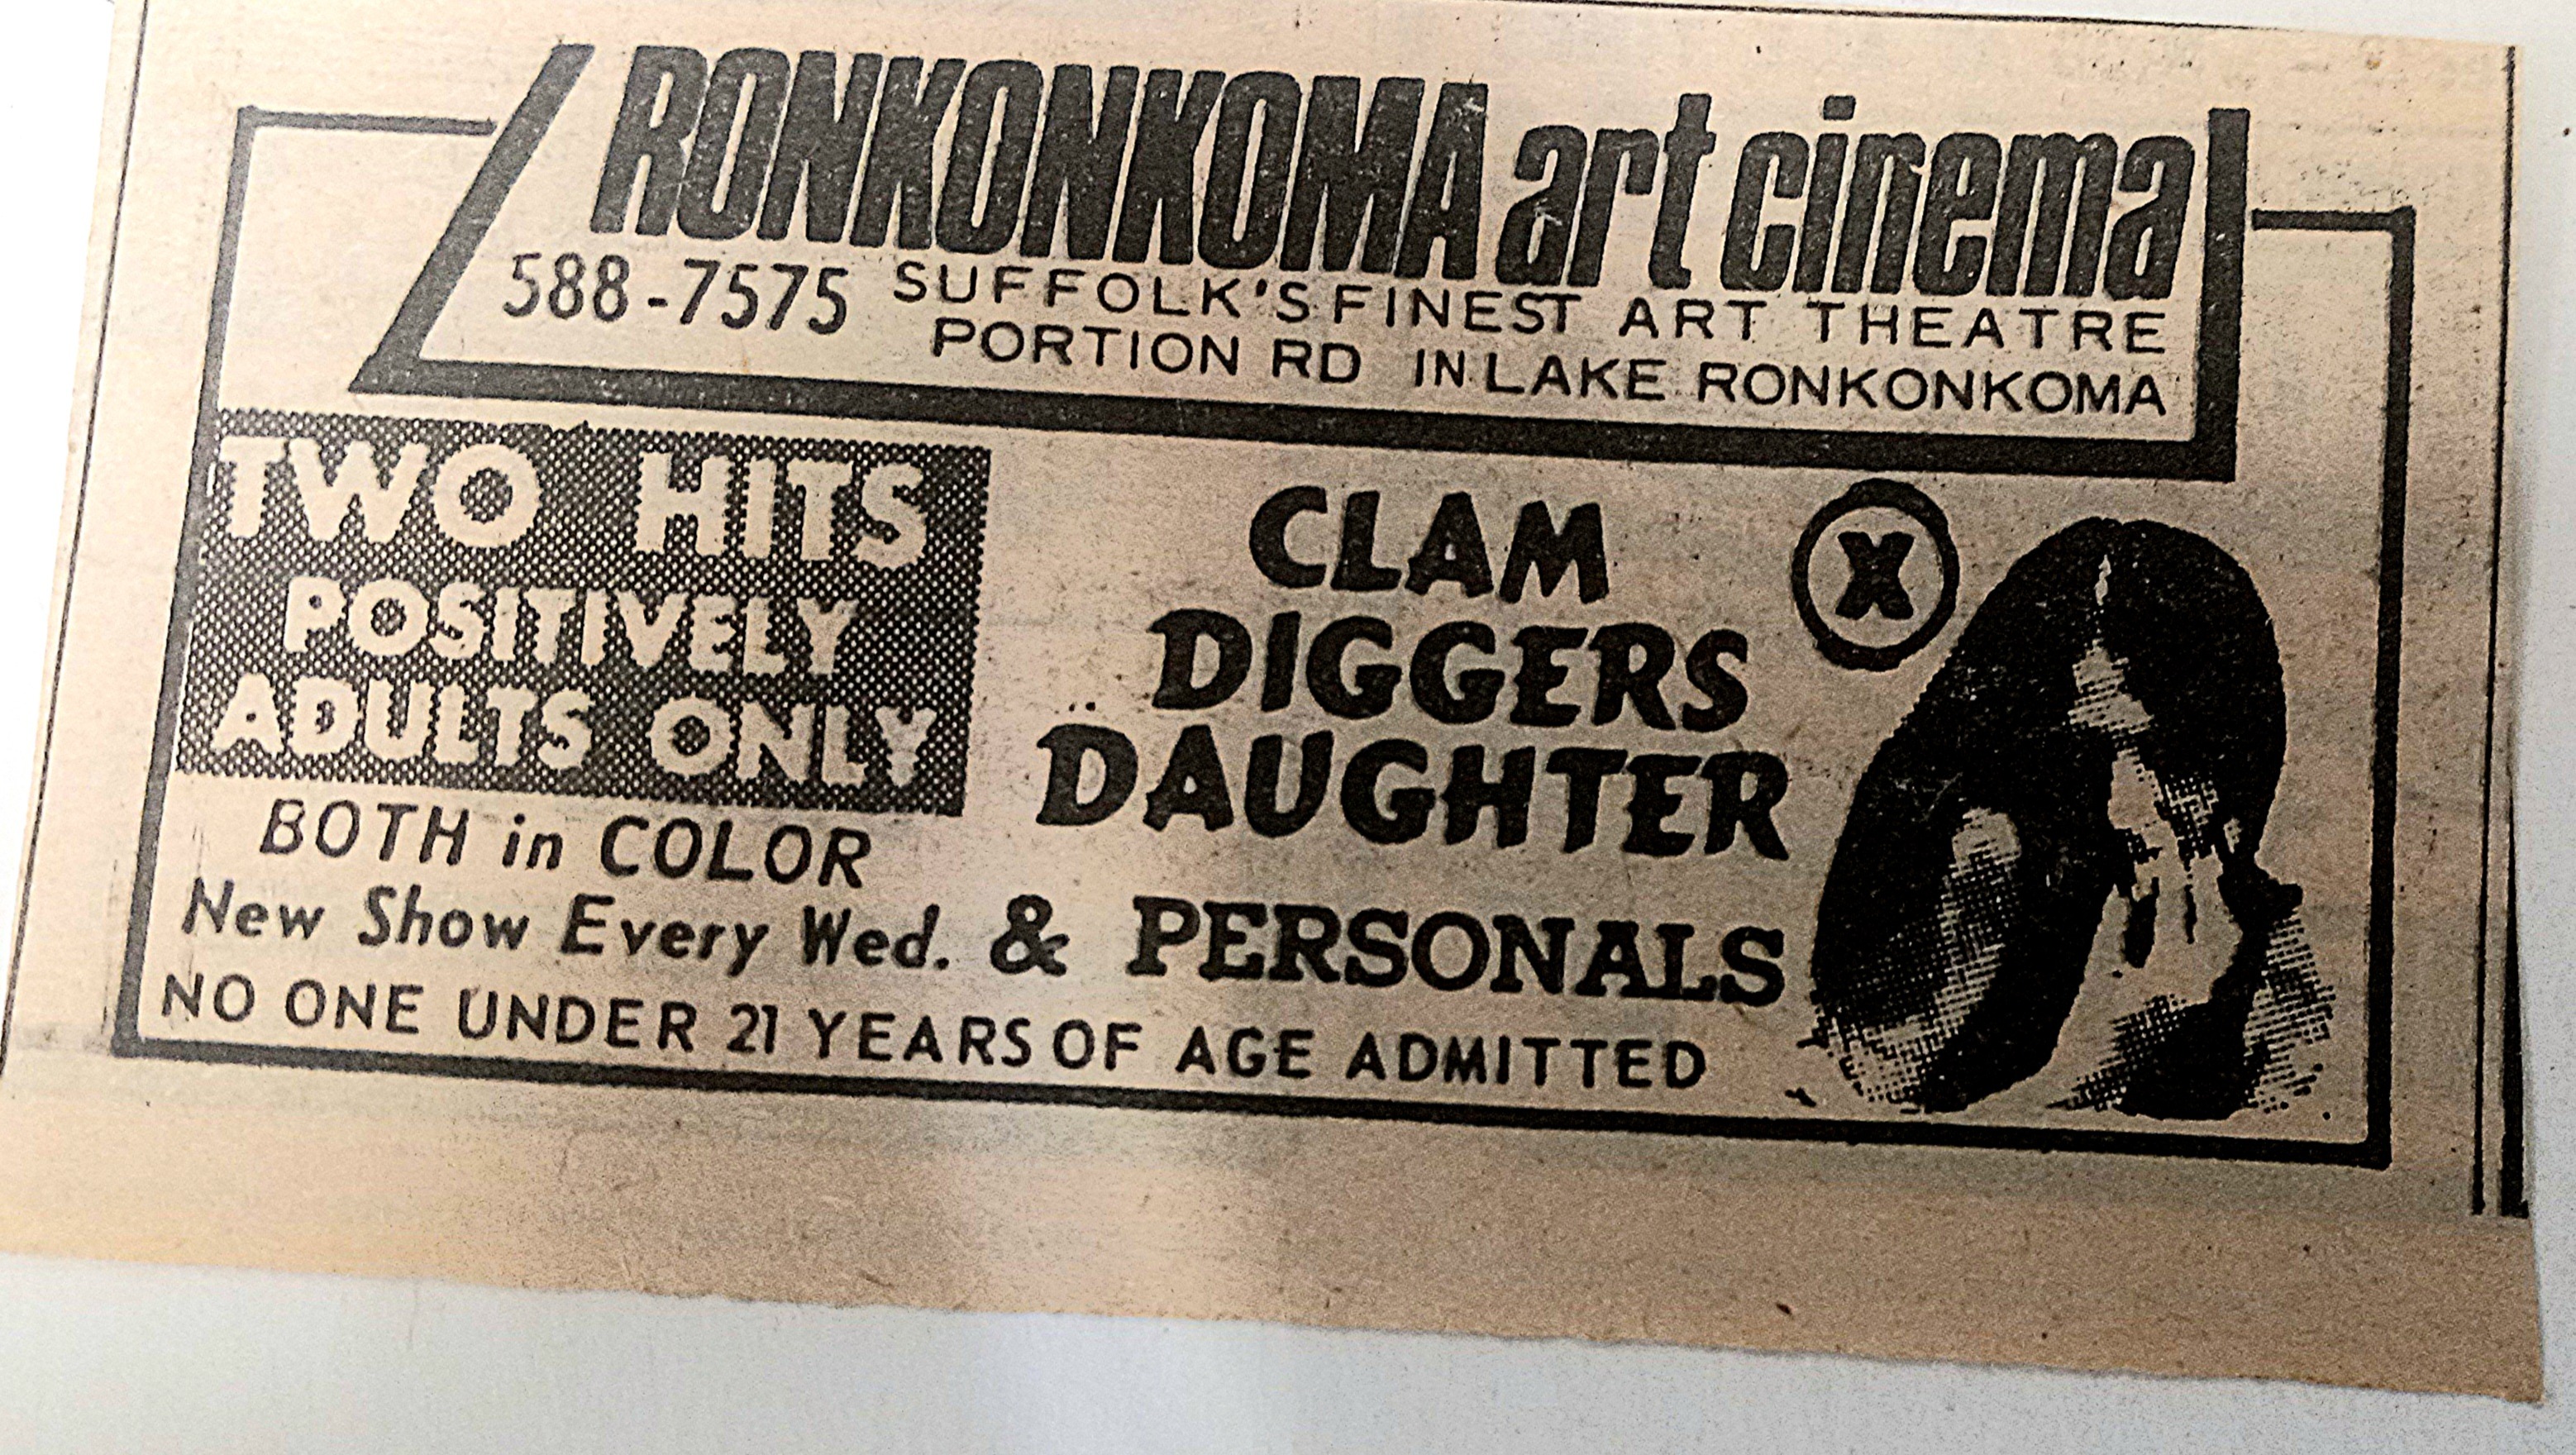 RONKONKOMA art cinema
588-7575 SUFFOLK'S FINEST ART THEATRE
PORTION RD IN LAKE RONKONKOMA
TWO HITS
POSITIVELY
ADULTS ONLY
BOTH in COLOR
New Show Every Wed.
CLAM
DIGGERS
DAUGHTER
X
& PERSONALS
NO ONE UNDER 21 YEARS OF AGE ADMITTED